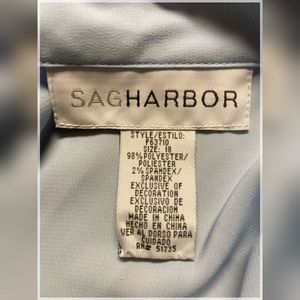 SAGHARBOR
STYLE/ESTILO:
F63710
SIZE: 18
98% POLYESTER/
POLIESTER
2% SPANDEX/
SPANDEX
EXCLUSIVE OF
DECORATION
EXCLUSIVO DE
DECORACION
MADE IN CHINA
HECHO EN CHINA
VER AL DORSO PARA
CUIDADO
RN# 51735